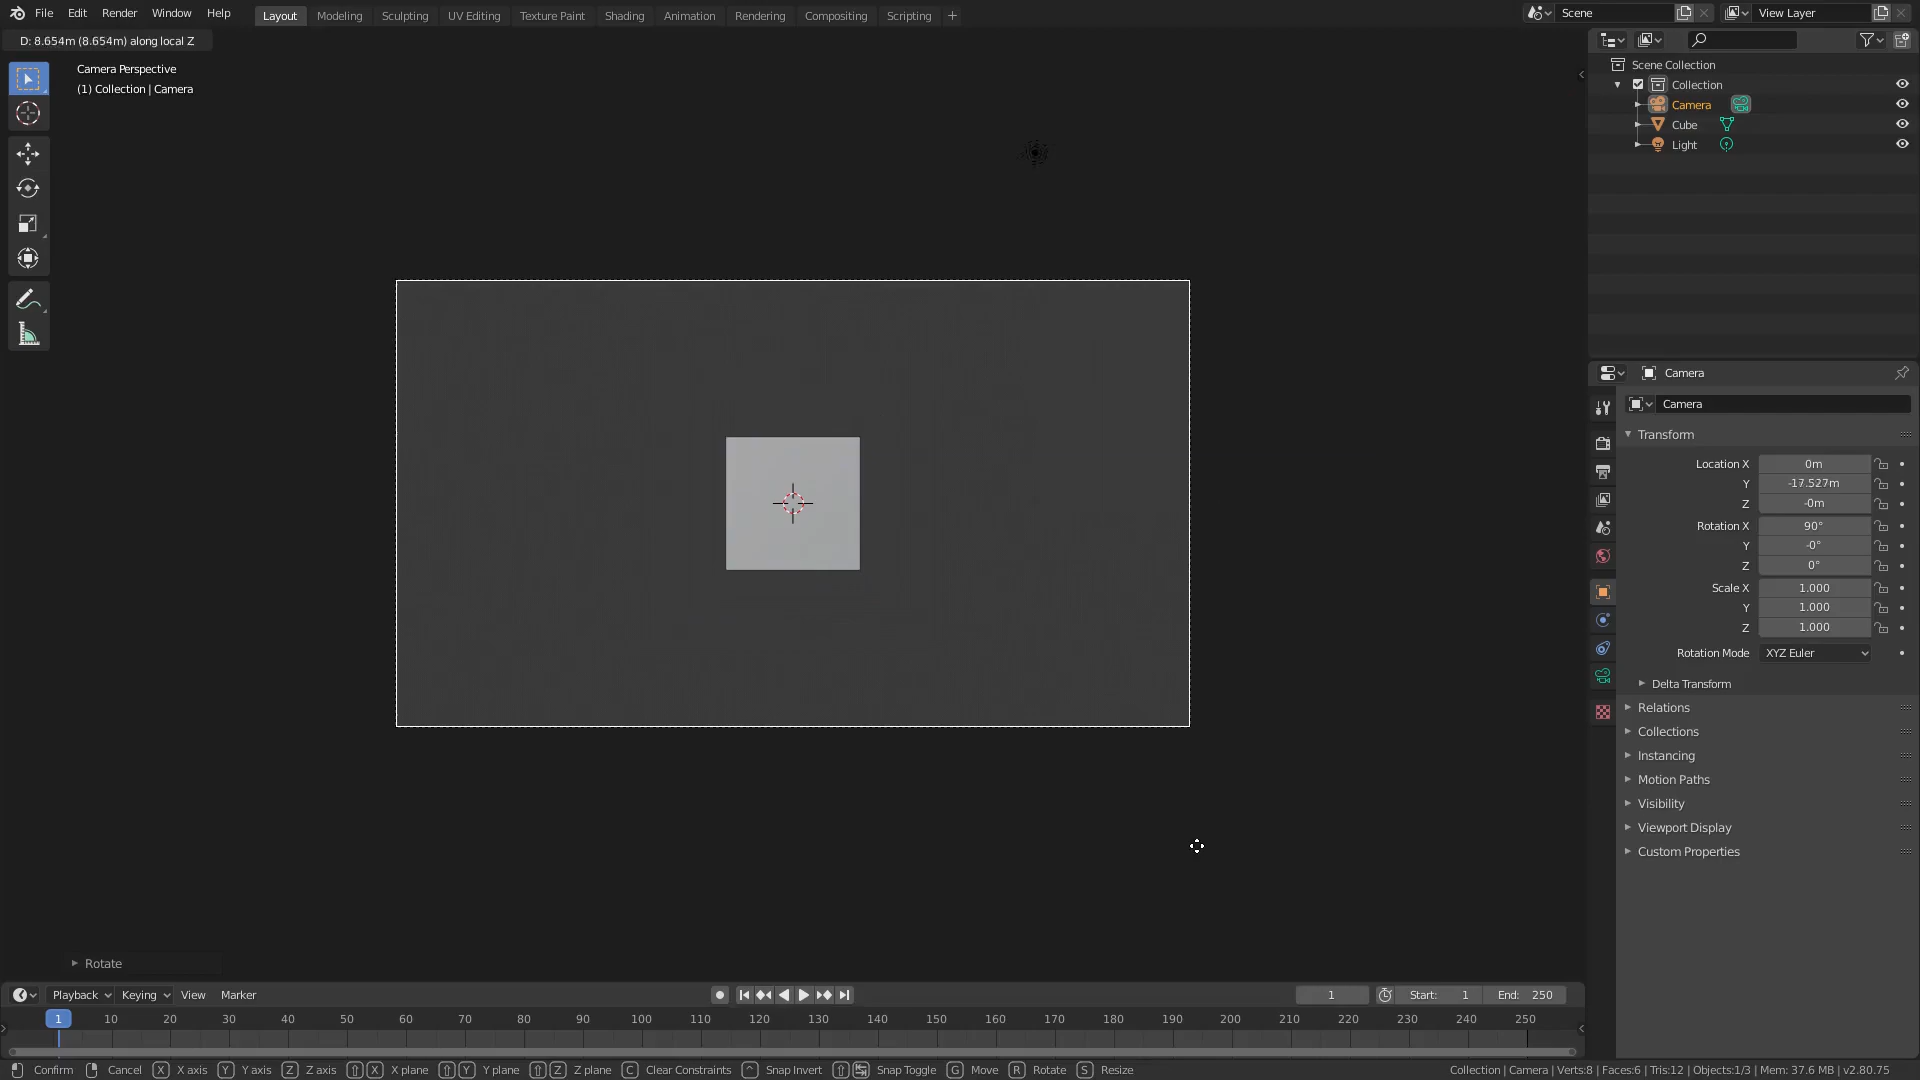 File Edit Render Window Help Layout Modeling Sculpting UV Editing Texture Paint Shading Animation Rendering Compositing Scripting + Scene View Layer
D: 8.654m (8.654m) along local Z
Camera Perspective
(1) Collection | Camera
Scene Collection
Collection
Camera
Cube
Light
Camera
Camera
Transform
Location X 0m
Y -17.527m
Z -0m
Rotation X 90°
Y -0°
Z 0°
Scale X 1.000
Y 1.000
Z 1.000
Rotation Mode XYZ Euler
Delta Transform
Relations
Collections
Instancing
Motion Paths
Visibility
Viewport Display
Custom Properties
Rotate
Playback Keying View Marker 1 Start: 1 End: 250
1 10 20 30 40 50 60 70 80 90 100 110 120 130 140 150 160 170 180 190 200 210 220 230 240 250
Confirm Cancel X X axis Y Y axis Z Z axis X X plane Y Y plane Z Z plane C Clear Constraints ^ Snap Invert Snap Toggle G Move R Rotate S Resize Collection | Camera | Verts:8 | Faces:6 | Tris:12 | Objects:1/3 | Mem: 37.6 MB | v2.80.75